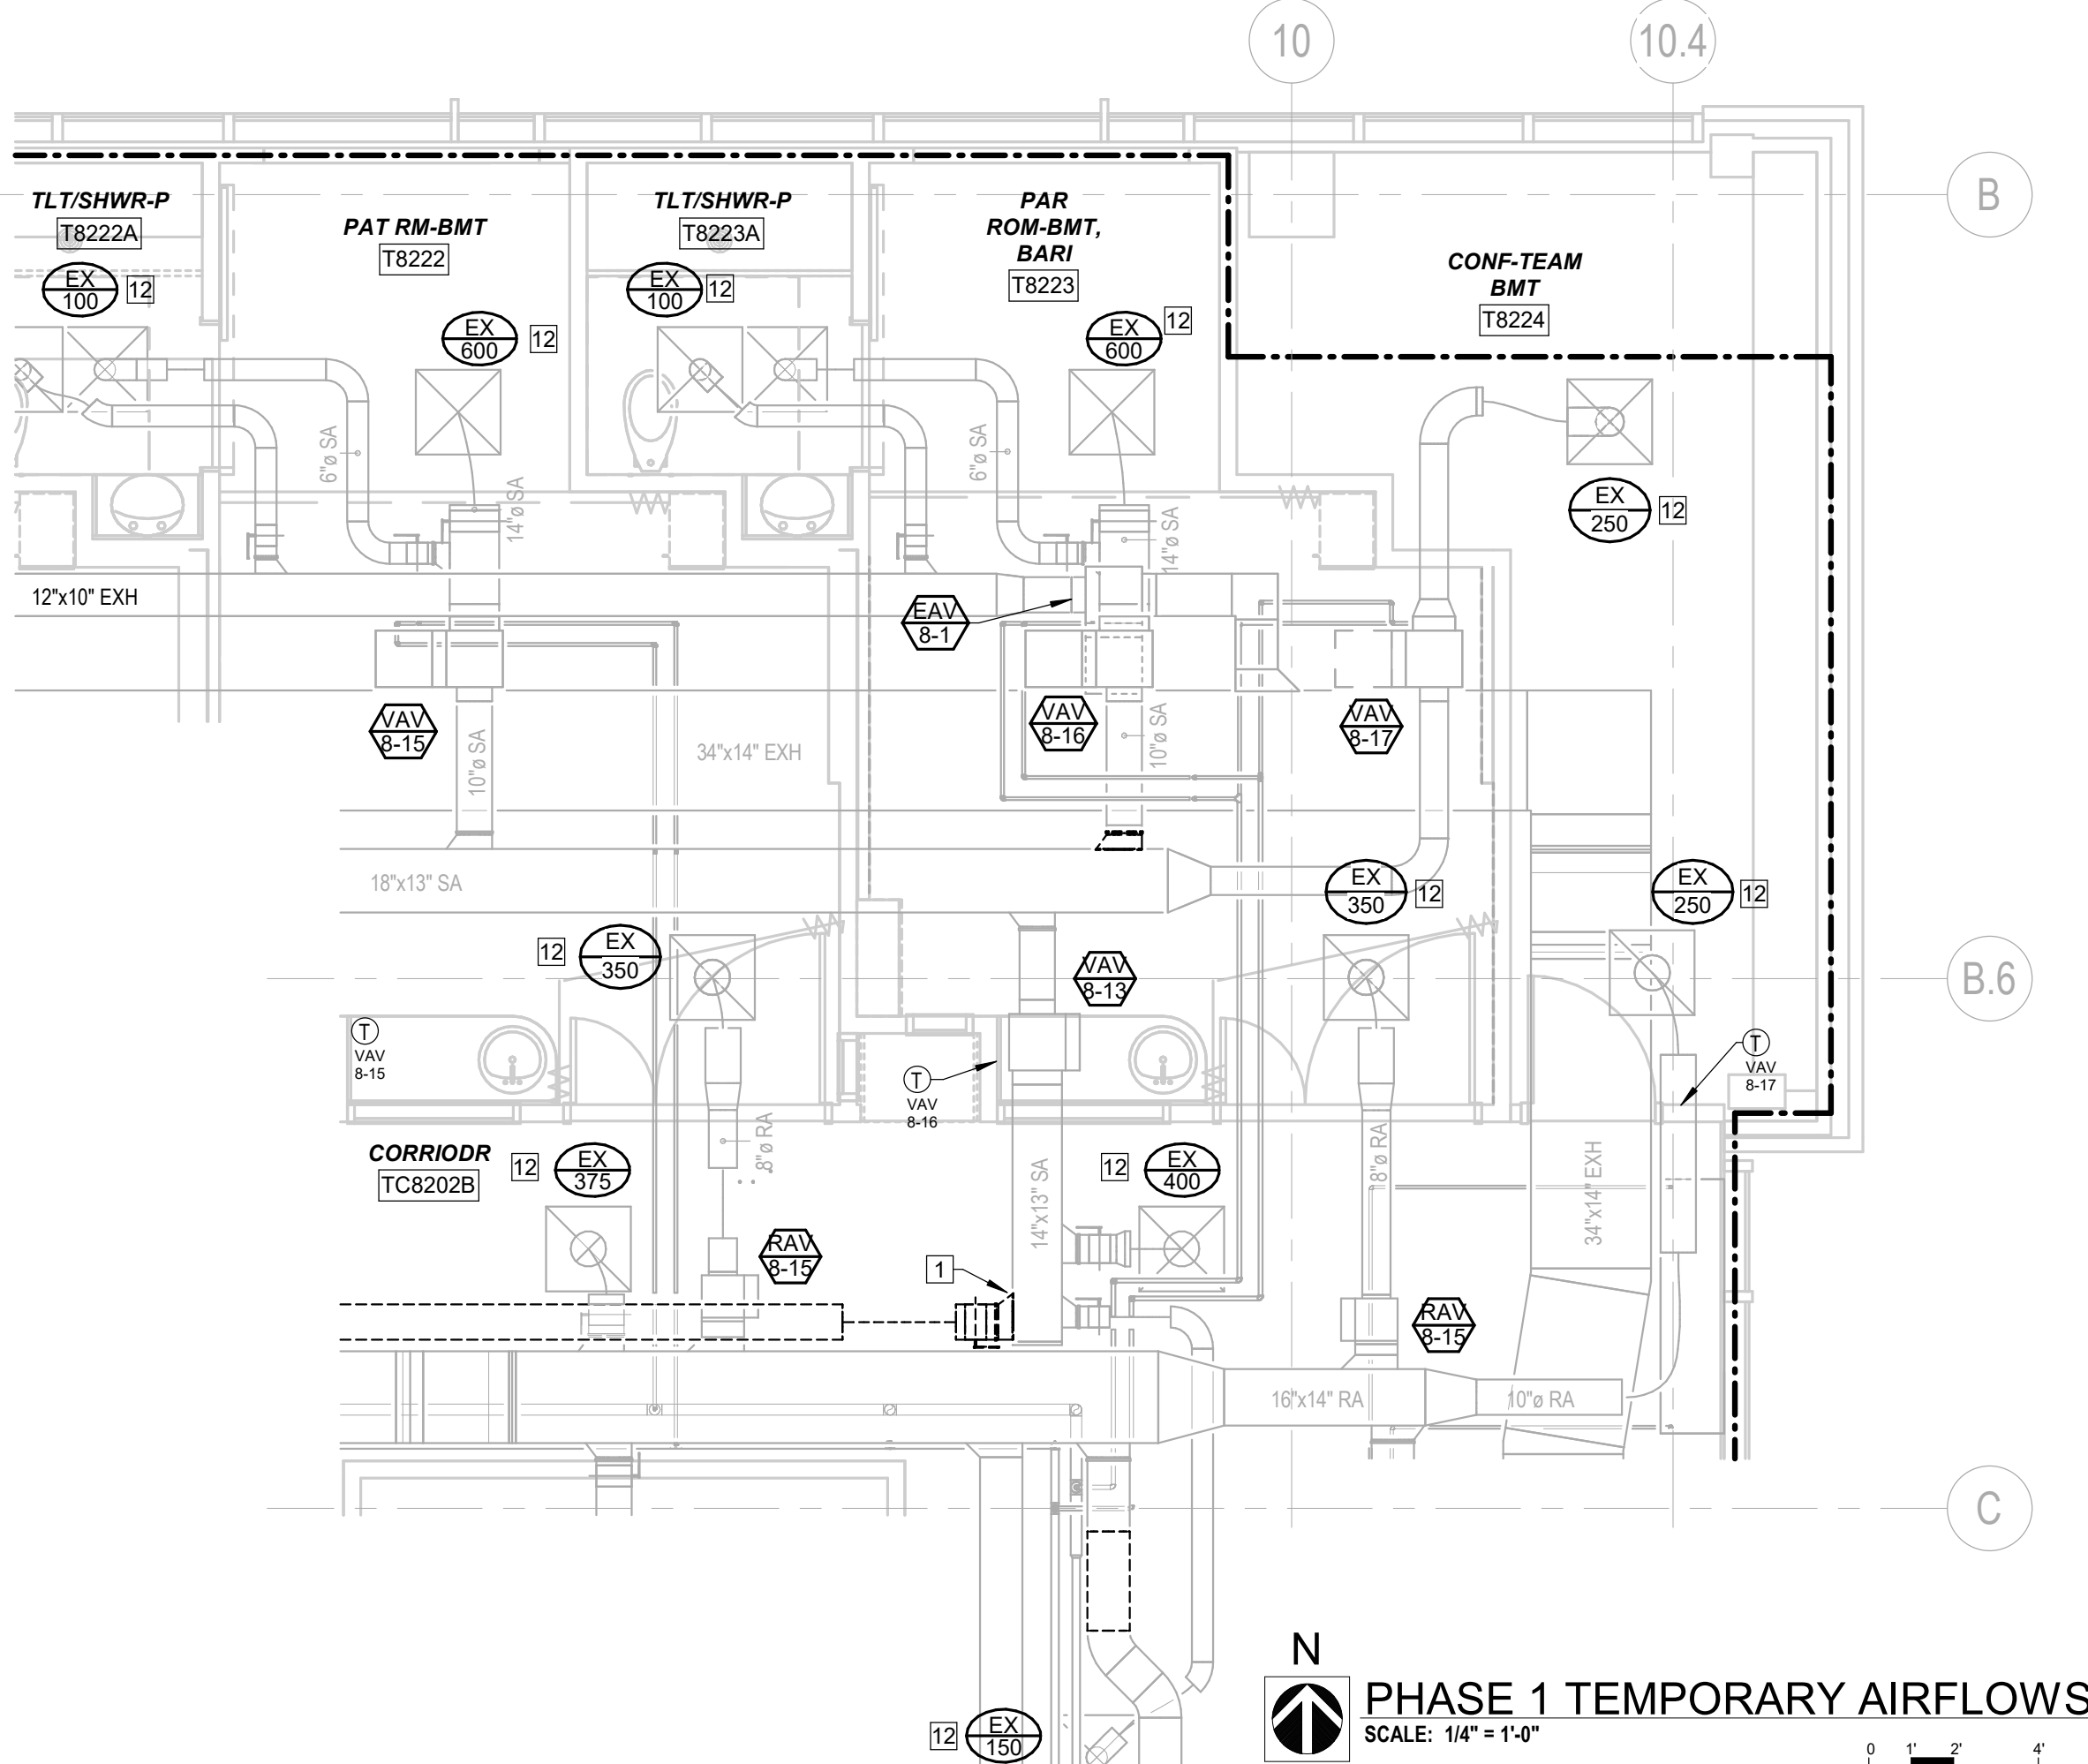 10
10.4
B
TLT/SHWR-P
T8222A
EX
100
12
PAT RM-BMT
T8222
EX
600
12
TLT/SHWR-P
T8223A
EX
100
12
PAR
ROM-BMT,
BARI
T8223
EX
600
12
CONF-TEAM
BMT
T8224
6"ø SA
14"ø SA
6"ø SA
14"ø SA
EX
250
12
12"x10" EXH
EAV
8-1
VAV
8-15
10"ø SA
34"x14" EXH
VAV
8-16
10"ø SA
VAV
8-17
18"x13" SA
EX
350
12
EX
250
12
12
EX
350
VAV
8-13
B.6
T
VAV
8-15
T
VAV
8-16
T
VAV
8-17
CORRIODR
TC8202B
12
EX
375
8"ø RA
14"x13" SA
12
EX
400
8"ø RA
34"x14" EXH
RAV
8-15
1
RAV
8-15
16"x14" RA
10"ø RA
C
12
EX
150
N
PHASE 1 TEMPORARY AIRFLOWS
SCALE: 1/4" = 1'-0"
0 1' 2' 4'